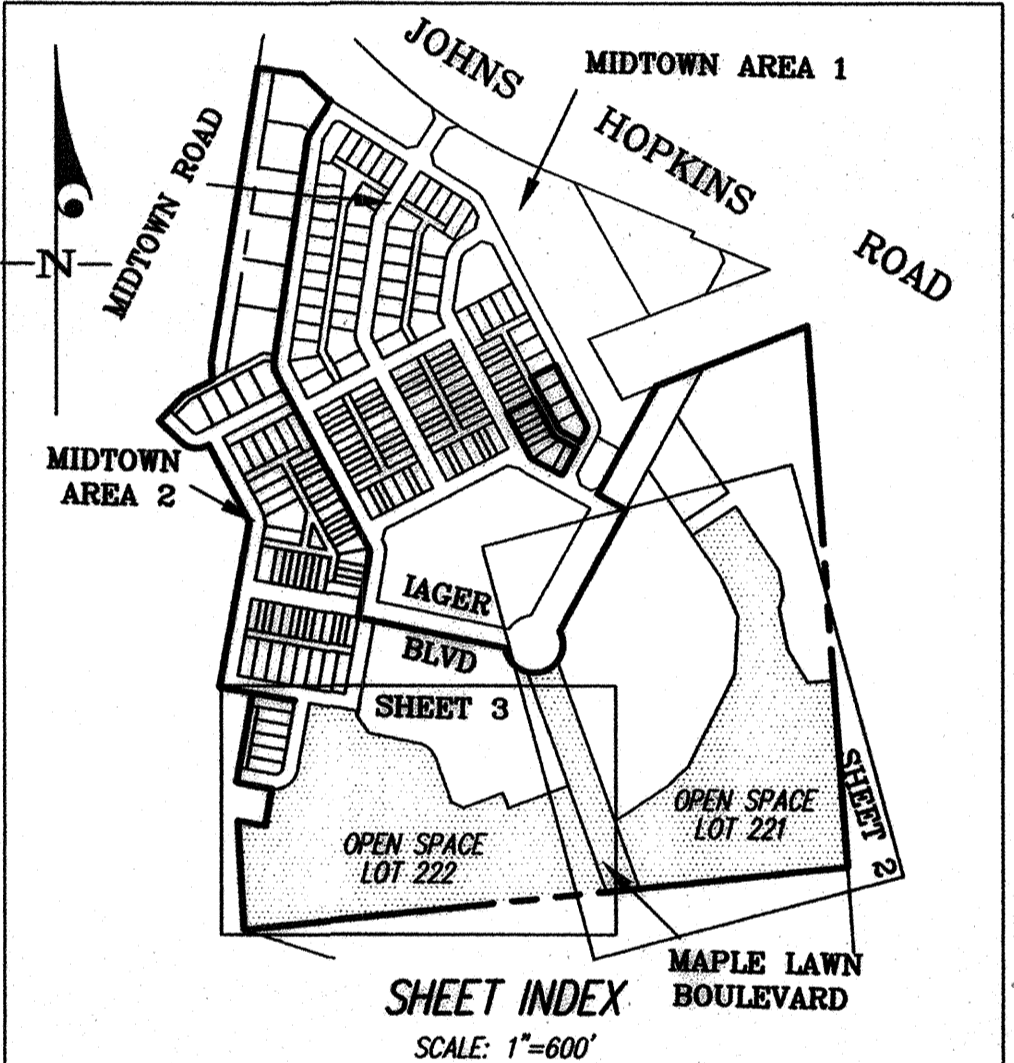 JOHNS
HOPKINS
ROAD
MIDTOWN AREA 1
MIDTOWN ROAD
N
MIDTOWN
AREA 2
IAGER
BLVD
SHEET 3
OPEN SPACE
LOT 221
SHEET 2
OPEN SPACE
LOT 222
MAPLE LAWN
BOULEVARD
SHEET INDEX
SCALE: 1"=600'